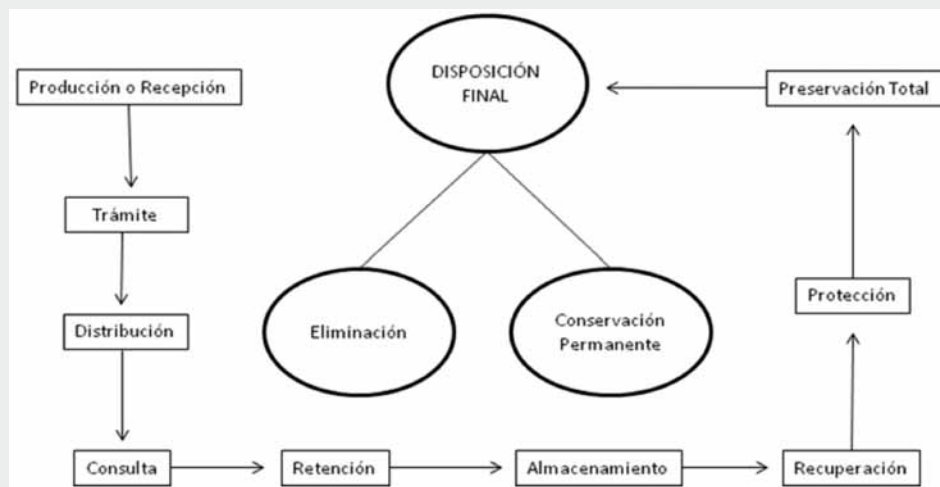 Producción o Recepción
Trámite
Distribución
Consulta
Retención
Almacenamiento
Recuperación
Protección
Preservación Total
DISPOSICIÓN
FINAL
Eliminación
Conservación
Permanente